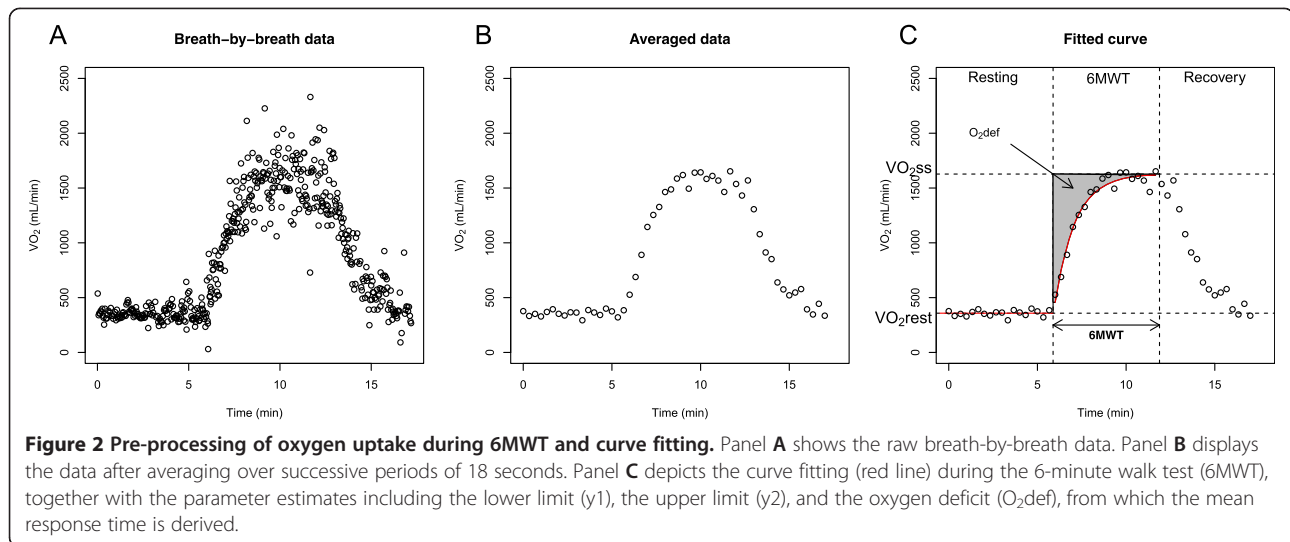 A
Breath–by–breath data
VO2 (mL/min)
0 500 1000 1500 2000 2500
0 5 10 15
Time (min)
B
Averaged data
VO2 (mL/min)
0 500 1000 1500 2000 2500
0 5 10 15
Time (min)
C
Fitted curve
Resting 6MWT Recovery
O2def
VO2ss
VO2rest
6MWT
VO2 (mL/min)
0 500 1000 1500 2000 2500
0 5 10 15
Time (min)
Figure 2 Pre-processing of oxygen uptake during 6MWT and curve fitting. Panel A shows the raw breath-by-breath data. Panel B displays
the data after averaging over successive periods of 18 seconds. Panel C depicts the curve fitting (red line) during the 6-minute walk test (6MWT),
together with the parameter estimates including the lower limit (y1), the upper limit (y2), and the oxygen deficit (O2def), from which the mean
response time is derived.